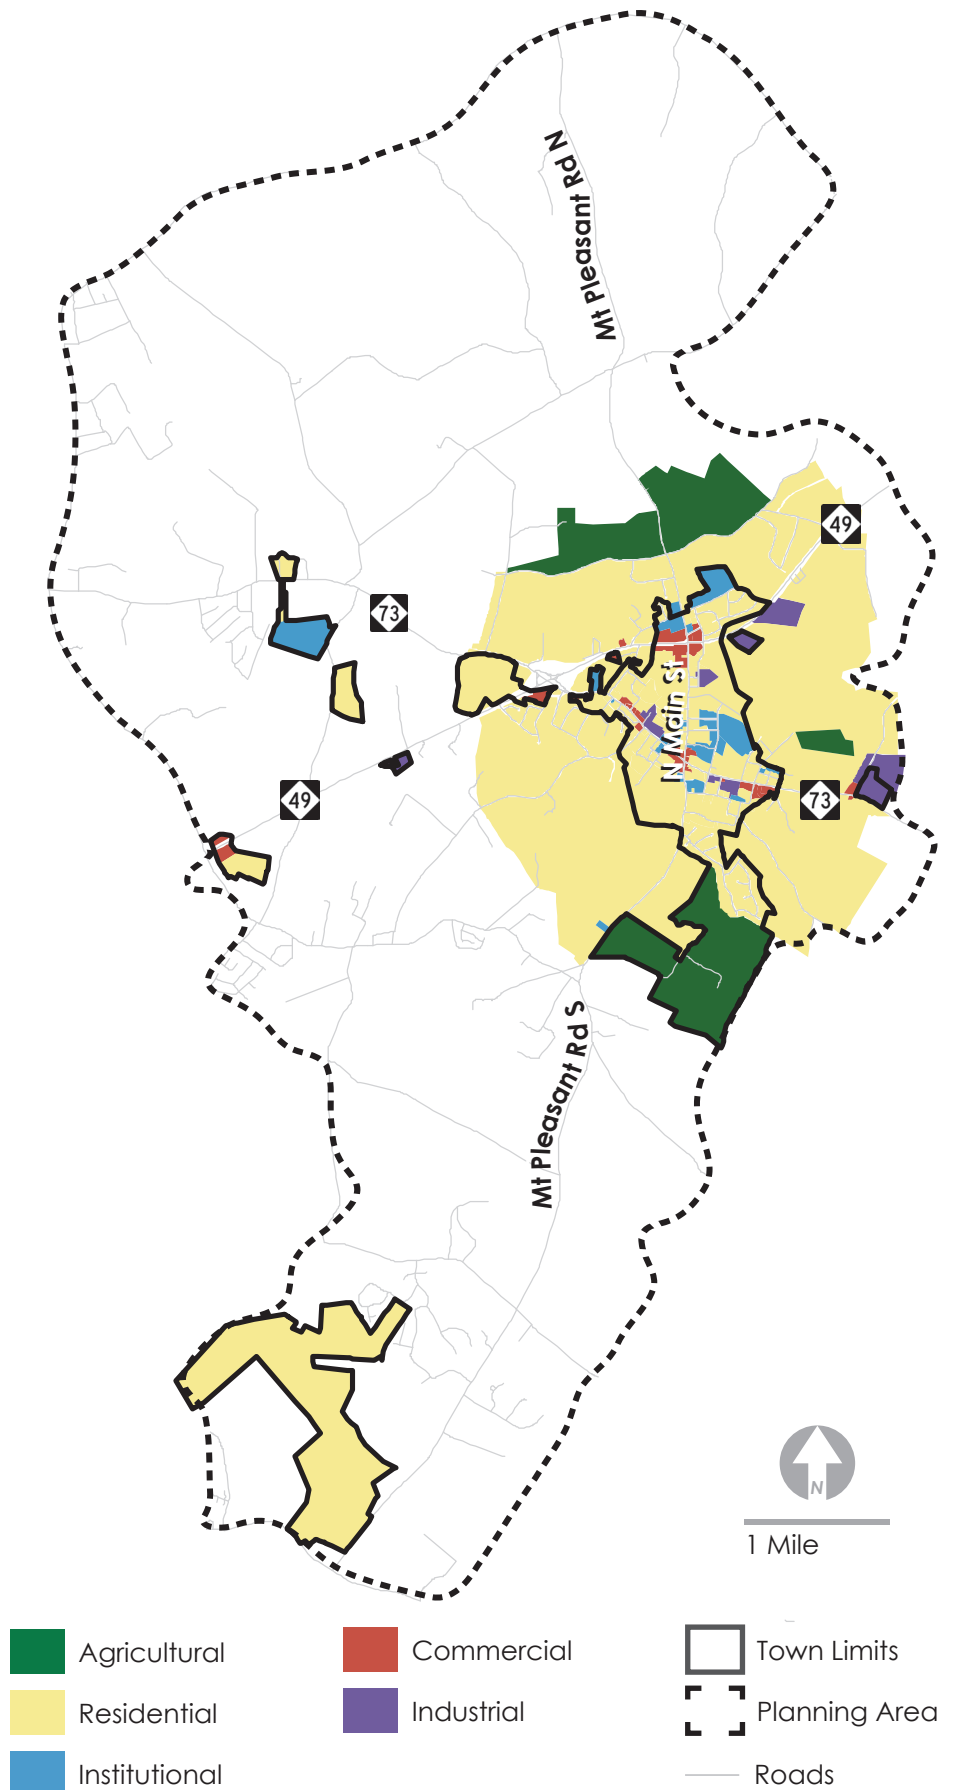 Mt Pleasant Rd N
49
73
N Main St
49
73
Mt Pleasant Rd S
N
1 Mile
Agricultural
Commercial
Town Limits
Residential
Industrial
Planning Area
Institutional
Roads